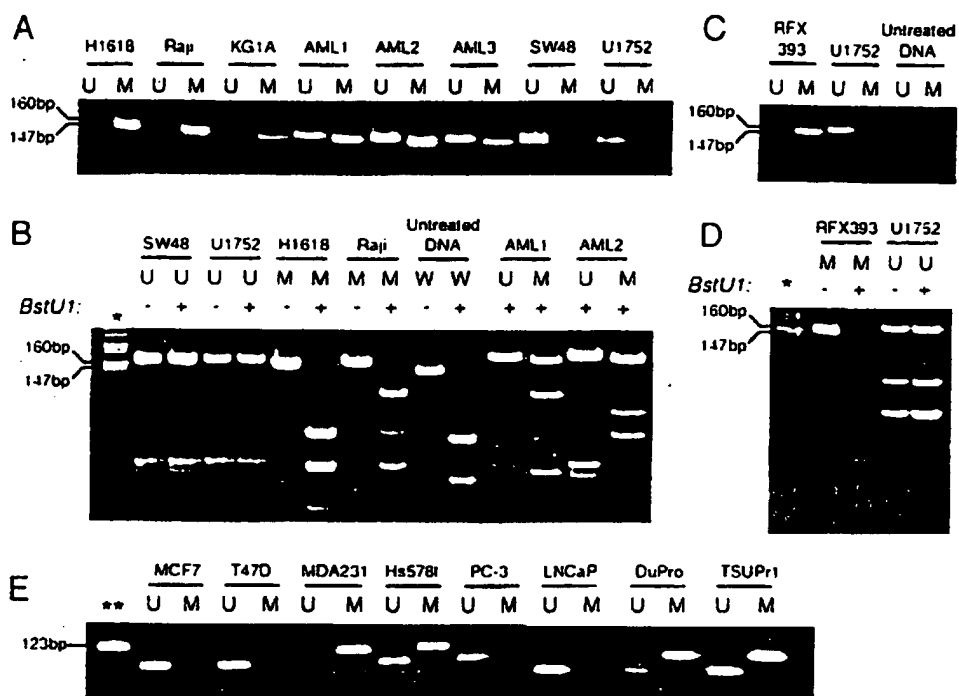 A
H1618 Raji KG1A AML1 AML2 AML3 SW48 U1752
U M U M U M U M U M U M U M U M
160bp
147bp
C
RFX 393 U1752 Untreated DNA
U M U M U M
160bp
147bp
B
SW48 U1752 H1618 Raji Untreated DNA AML1 AML2
U U U U M M M M W W U M U M
BstU1: - + - + - + - + - + + + + +
*
160bp
147bp
D
RFX393 U1752
M M U U
BstU1: * - + - +
160bp
147bp
E
MCF7 T47D MDA231 Hs578t PC-3 LNCaP DuPro TSUPr1
** U M U M U M U M U M U M U M U M
123bp